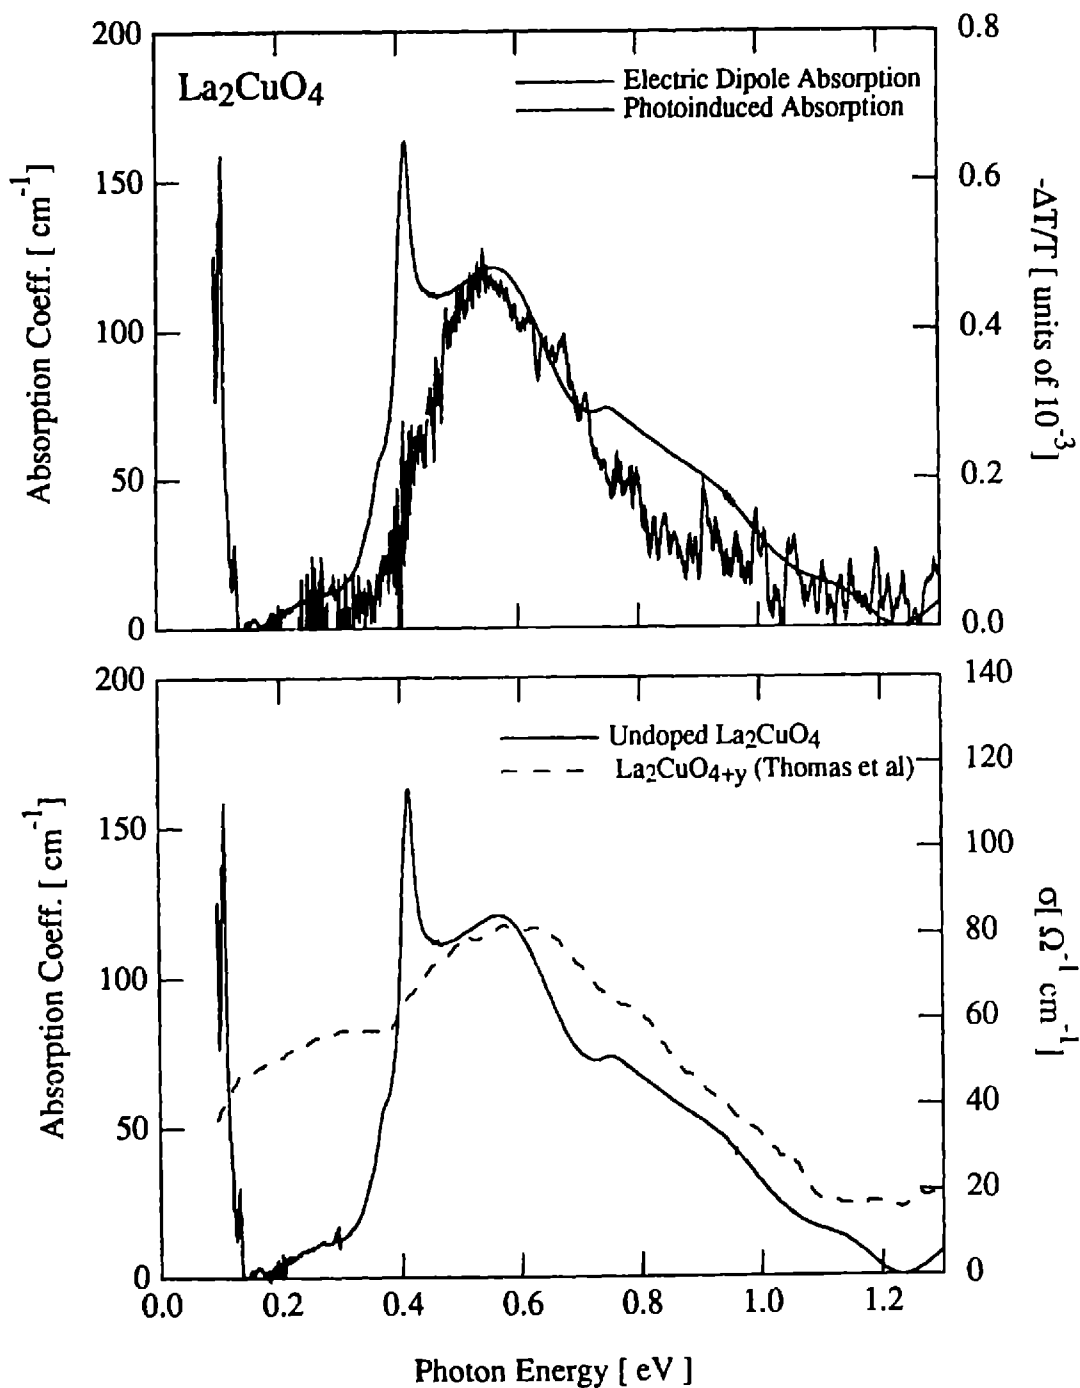 200
150
100
50
0
Absorption Coeff. [ cm⁻¹ ]
La₂CuO₄
Electric Dipole Absorption
Photoinduced Absorption
0.8
0.6
0.4
0.2
0.0
-ΔT/T [ units of 10⁻³ ]
200
150
100
50
0
Absorption Coeff. [ cm⁻¹ ]
Undoped La₂CuO₄
La₂CuO₄₊y (Thomas et al)
140
120
100
80
60
40
20
0
σ[ Ω⁻¹ cm⁻¹ ]
0.0 0.2 0.4 0.6 0.8 1.0 1.2
Photon Energy [ eV ]